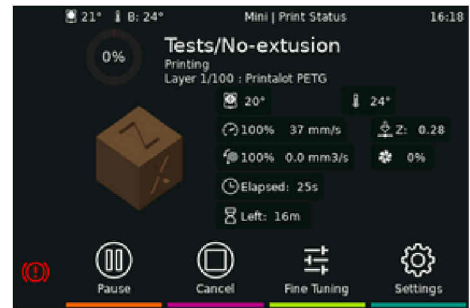 21° B: 24° Mini | Print Status 16:18
0%
Tests/No-extusion
Printing
Layer 1/100 : Printalot PETG
20° 24°
100% 37 mm/s Z: 0.28
100% 0.0 mm3/s 0%
Elapsed: 25s
Left: 16m
Z
Pause Cancel Fine Tuning Settings